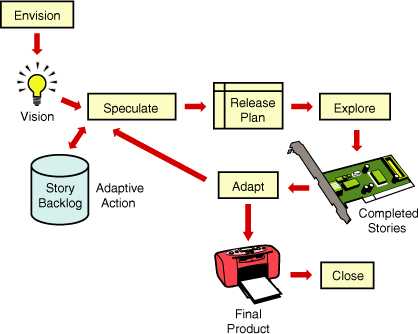 Envision
Vision
Speculate
Release
Plan
Explore
Story
Backlog
Adaptive
Action
Adapt
Completed
Stories
Final
Product
Close